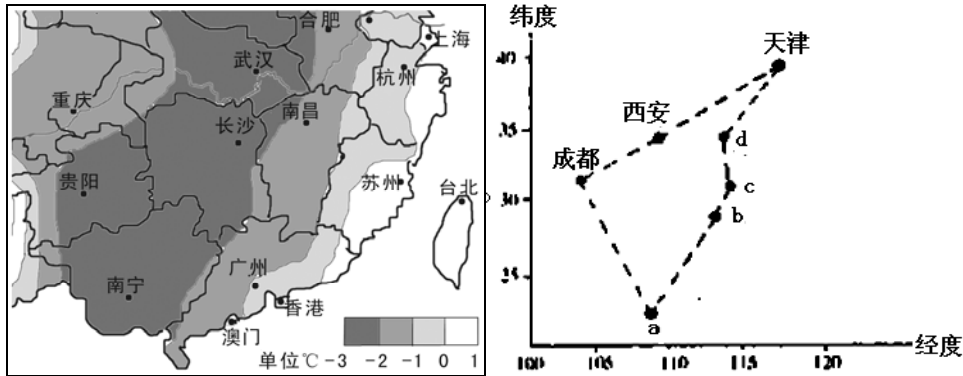 合肥
上海
武汉
杭州
重庆
南昌
长沙
贵阳
苏州
台北
广州
南宁
香港
澳门
单位℃ -3 -2 -1 0 1
纬度
天津
40
西安
35
d
成都
c
30
b
a
经度
100 105 110 115 120